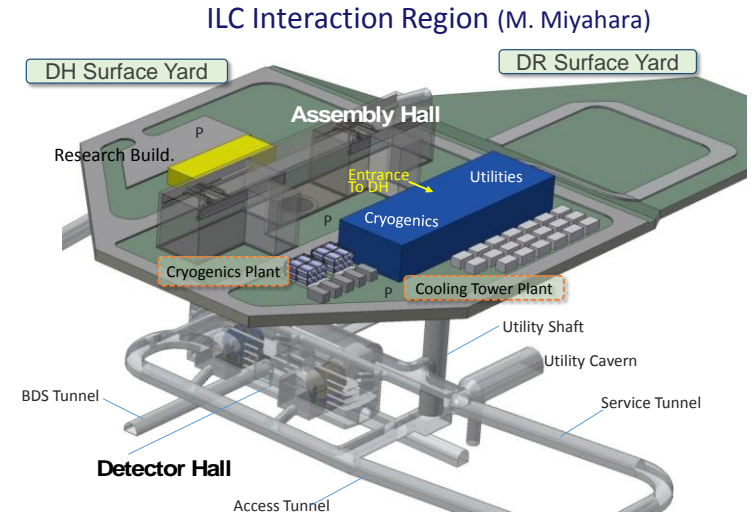 ILC Interaction Region (M. Miyahara)
DH Surface Yard
DR Surface Yard
Assembly Hall
P
Research Build.
Entrance
To DH
Utilities
P
Cryogenics
Cryogenics Plant
P
Cooling Tower Plant
Utility Shaft
Utility Cavern
BDS Tunnel
Service Tunnel
Detector Hall
Access Tunnel